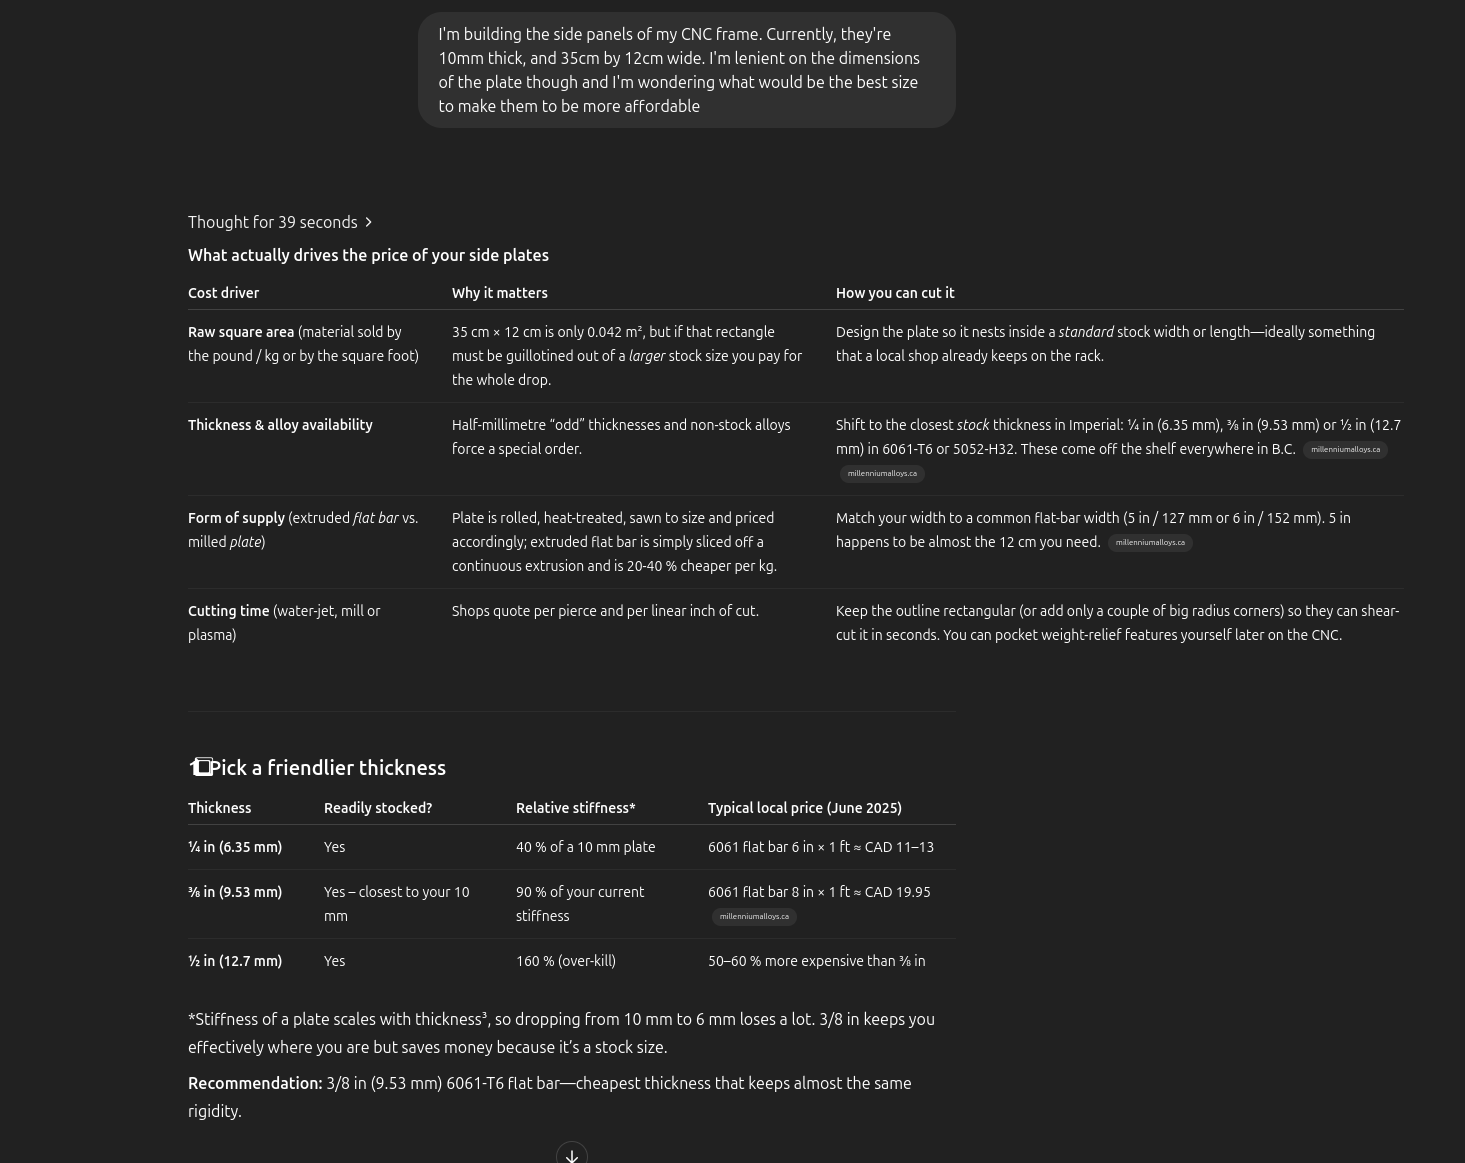 I'm building the side panels of my CNC frame. Currently, they're
10mm thick, and 35cm by 12cm wide. I'm lenient on the dimensions
of the plate though and I'm wondering what would be the best size
to make them to be more affordable
Thought for 39 seconds
What actually drives the price of your side plates
Cost driver Why it matters How you can cut it
Raw square area (material sold by
the pound / kg or by the square foot)
35 cm × 12 cm is only 0.042 m², but if that rectangle
must be guillotined out of a larger stock size you pay for
the whole drop.
Design the plate so it nests inside a standard stock width or length—ideally something
that a local shop already keeps on the rack.
Thickness & alloy availability
Half-millimetre “odd” thicknesses and non-stock alloys
force a special order.
Shift to the closest stock thickness in Imperial: ¼ in (6.35 mm), ⅜ in (9.53 mm) or ½ in (12.7
mm) in 6061-T6 or 5052-H32. These come off the shelf everywhere in B.C. millenniumalloys.ca
millenniumalloys.ca
Form of supply (extruded flat bar vs.
milled plate)
Plate is rolled, heat-treated, sawn to size and priced
accordingly; extruded flat bar is simply sliced off a
continuous extrusion and is 20-40 % cheaper per kg.
Match your width to a common flat-bar width (5 in / 127 mm or 6 in / 152 mm). 5 in
happens to be almost the 12 cm you need. millenniumalloys.ca
Cutting time (water-jet, mill or
plasma)
Shops quote per pierce and per linear inch of cut.
Keep the outline rectangular (or add only a couple of big radius corners) so they can shear-
cut it in seconds. You can pocket weight-relief features yourself later on the CNC.
1 Pick a friendlier thickness
Thickness Readily stocked? Relative stiffness* Typical local price (June 2025)
¼ in (6.35 mm) Yes 40 % of a 10 mm plate 6061 flat bar 6 in × 1 ft ≈ CAD 11–13
⅜ in (9.53 mm)
Yes – closest to your 10
mm
90 % of your current
stiffness
6061 flat bar 8 in × 1 ft ≈ CAD 19.95
millenniumalloys.ca
½ in (12.7 mm) Yes 160 % (over-kill) 50–60 % more expensive than ⅜ in
*Stiffness of a plate scales with thickness³, so dropping from 10 mm to 6 mm loses a lot. 3/8 in keeps you
effectively where you are but saves money because it’s a stock size.
Recommendation: 3/8 in (9.53 mm) 6061-T6 flat bar—cheapest thickness that keeps almost the same
rigidity.